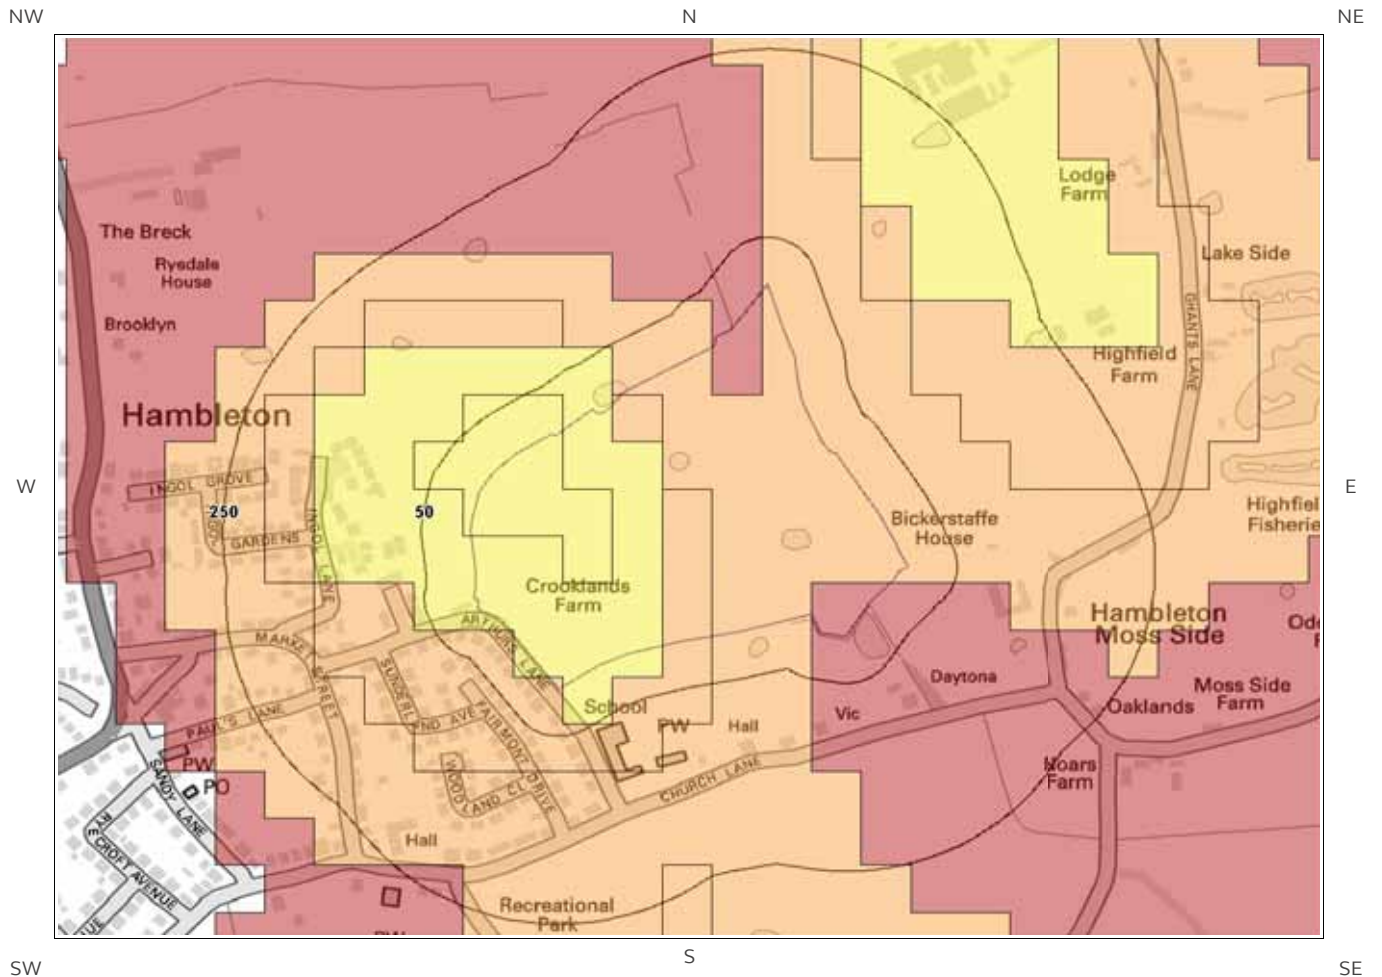 NW
N
NE
Lodge
Farm
The Breck
Lake Side
Rysdale
House
GHANTS LANE
Brooklyn
Highfield
Farm
Hambleton
INGOL GROVE
W
E
250
50
INGOL LANE
GARDENS
Bickerstaffe
House
Highfiel
Fisherie
Crooklands
Farm
Hambleton
Moss Side
ARTHURS LANE
MARKET STREET
SUNDERLAND AVE
Daytona
Moss Side
Farm
Oaklands
PAUL'S LANE
FAIRMONT DRIVE
School
PW
Hall
Vic
PW
PO
SANDY LANE
WOODLAND CL
CHURCH LANE
Hoars
Farm
RYECROFT AVENUE
Hall
Recreational
Park
SW
S
SE